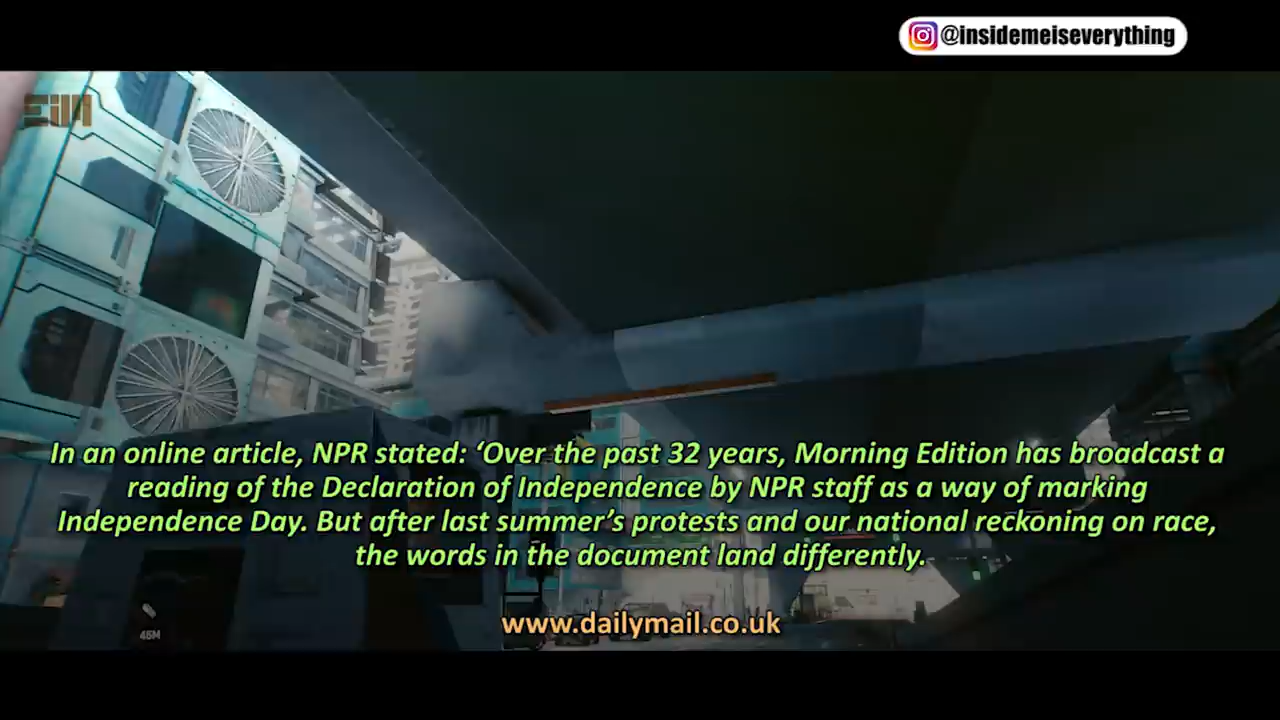 @insidemeiseverything
EiM
In an online article, NPR stated: ‘Over the past 32 years, Morning Edition has broadcast a
reading of the Declaration of Independence by NPR staff as a way of marking
Independence Day. But after last summer’s protests and our national reckoning on race,
the words in the document land differently.
www.dailymail.co.uk
46M